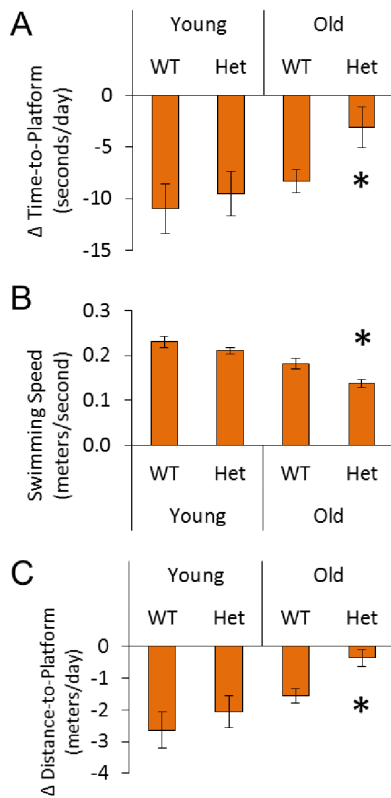 A
Young Old
WT Het WT Het
Δ Time-to-Platform
(seconds/day)
0
-5
-10
-15
*
B
Swimming Speed
(meters/second)
0.3
0.2
0.1
0.0
*
WT Het WT Het
Young Old
C
Young Old
WT Het WT Het
Δ Distance-to-Platform
(meters/day)
0
-1
-2
-3
-4
*